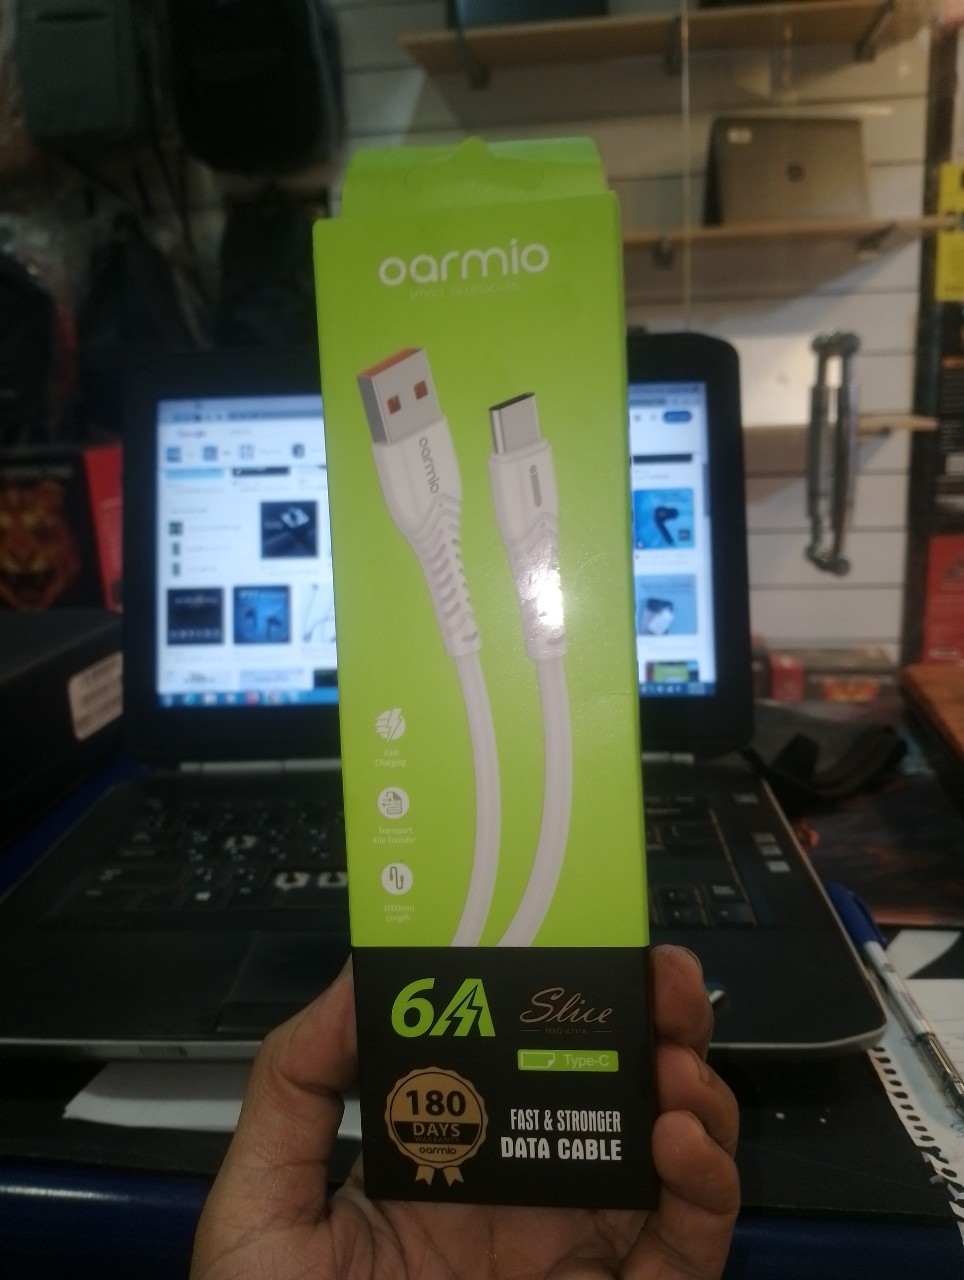 oarmio
oarmio
Fast
Charging
Transport
File Transfer
1000mm
Length
6A
Slice
Type-C
180
DAYS
WARRANTY
oarmio
FAST & STRONGER
DATA CABLE